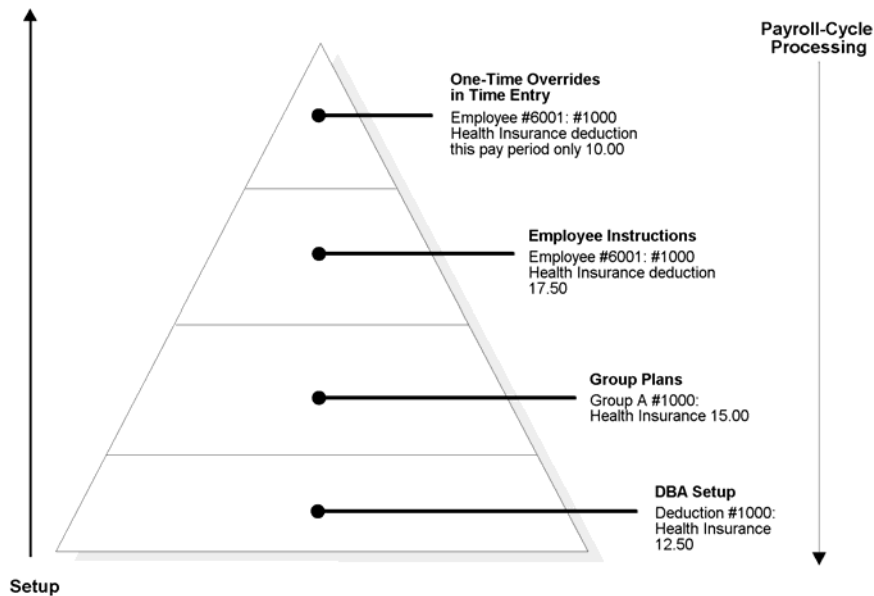 Payroll-Cycle
Processing
One-Time Overrides
in Time Entry
Employee #6001: #1000
Health Insurance deduction
this pay period only 10.00
Employee Instructions
Employee #6001: #1000
Health Insurance deduction
17.50
Group Plans
Group A #1000:
Health Insurance 15.00
DBA Setup
Deduction #1000:
Health Insurance
12.50
Setup